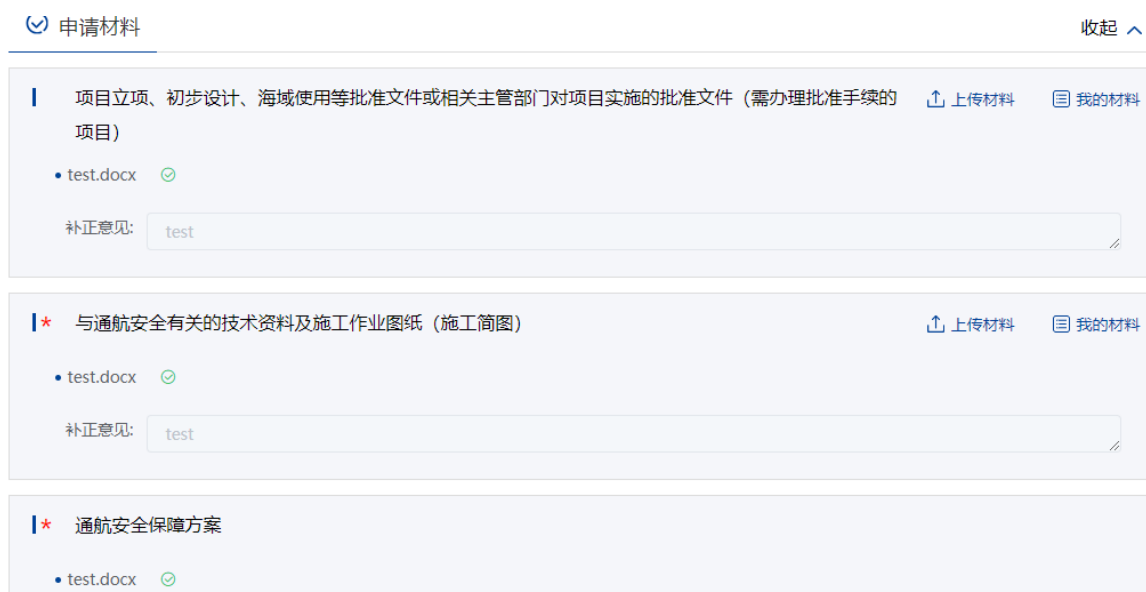 申请材料 收起
项目立项、初步设计、海域使用等批准文件或相关主管部门对项目实施的批准文件（需办理批准手续的 上传材料 我的材料
项目）
• test.docx
补正意见: test
* 与通航安全有关的技术资料及施工作业图纸（施工简图） 上传材料 我的材料
• test.docx
补正意见: test
* 通航安全保障方案
• test.docx